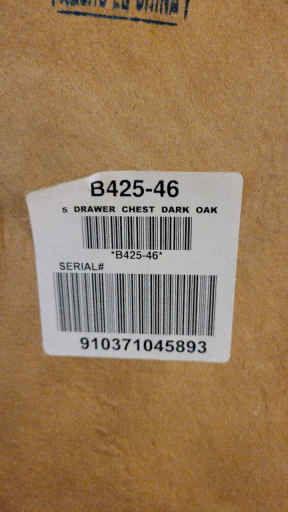 B425-46
5 DRAWER CHEST DARK OAK
*B425-46*
SERIAL#
910371045893